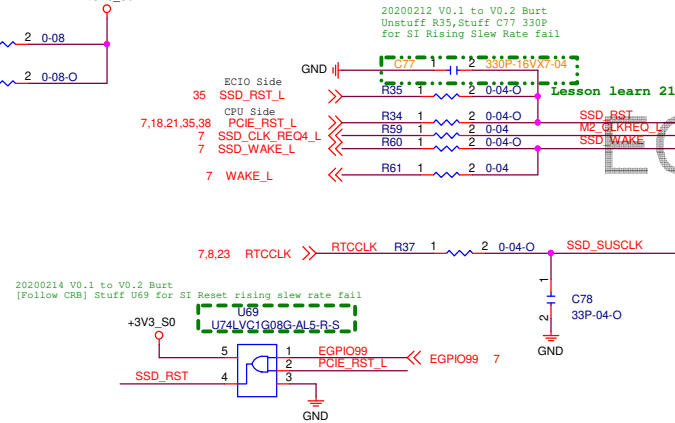 20200212 V0.1 to V0.2 Burt
Unstuff R35,Stuff C77 330P
for SI Rising Slew Rate fail
2 0-08
2 0-08-O
GND
C77 1 2 330P-16VX7-04
ECIO Side
35 SSD_RST_L
R35 1 2 0-04-O
Lesson learn 21
CPU Side
7,18,21,35,38 PCIE_RST_L
R34 1 2 0-04-O SSD_RST
7 SSD_CLK_REQ4_L
R59 1 2 0-04 M2_CLKREQ_L
7 SSD_WAKE_L
R60 1 2 0-04-O SSD_WAKE
7 WAKE_L
R61 1 2 0-04
7,8,23 RTCCLK RTCCLK R37 1 2 0-04-O SSD_SUSCLK
20200214 V0.1 to V0.2 Burt
[Follow CRB] Stuff U69 for SI Reset rising slew rate fail
1
C78
33P-04-O
2
GND
+3V3_S0
U69
U74LVC1G08G-AL5-R-S
5 1 EGPIO99 EGPIO99 7
2 PCIE_RST_L
SSD_RST 4 3
GND